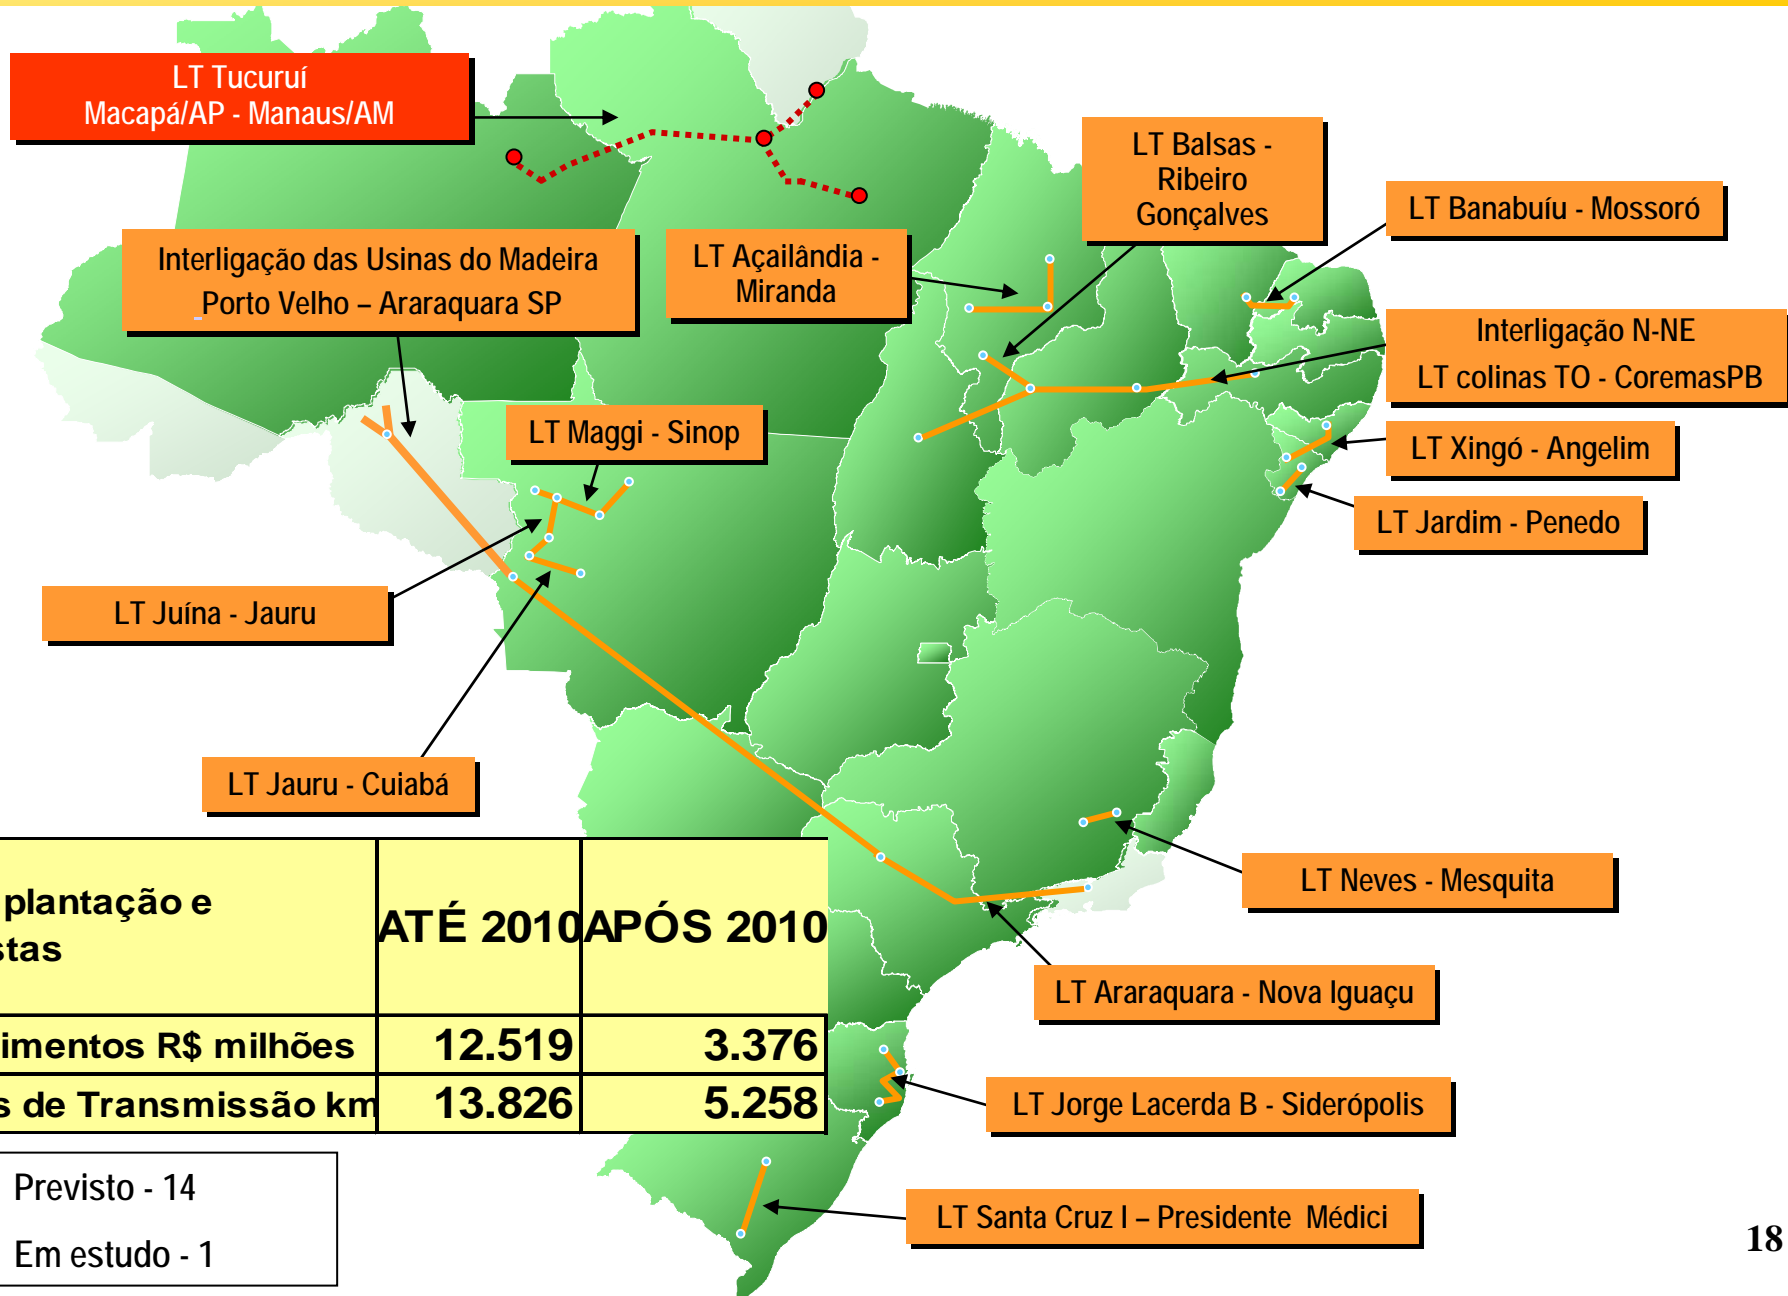 LT Tucuruí
Macapá/AP - Manaus/AM
LT Balsas -
Ribeiro
Gonçalves
LT Banabuíu - Mossoró
Interligação das Usinas do Madeira
Porto Velho – Araraquara SP
LT Açailândia -
Miranda
Interligação N-NE
LT colinas TO - CoremasPB
LT Maggi - Sinop
LT Xingó - Angelim
LT Jardim - Penedo
LT Juína - Jauru
LT Jauru - Cuiabá
LT Neves - Mesquita
LT Araraquara - Nova Iguaçu
LT Jorge Lacerda B - Siderópolis
LT Santa Cruz I – Presidente Médici
plantação e
stas
ATÉ 2010 APÓS 2010
imentos R$ milhões 12.519 3.376
s de Transmissão km 13.826 5.258
Previsto - 14
Em estudo - 1
18